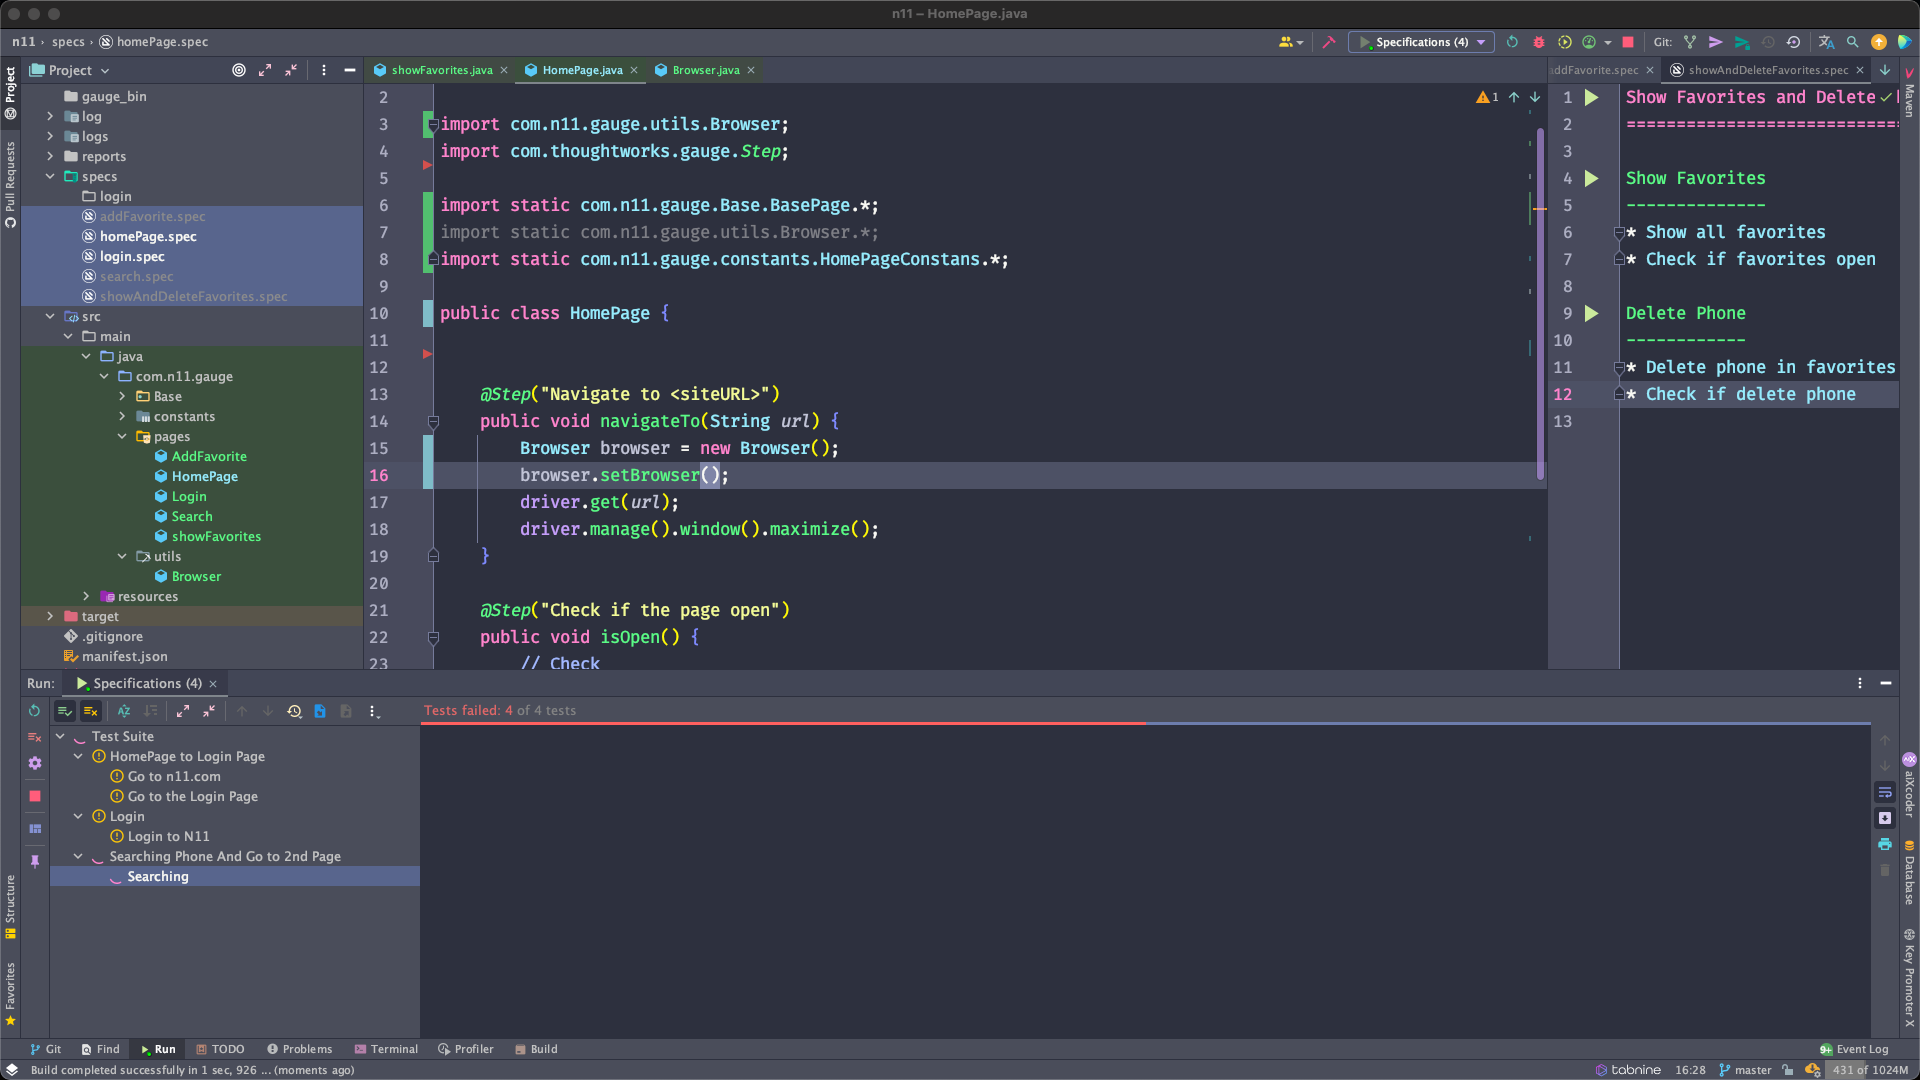 n11 – HomePage.java
n11 › specs › homePage.spec
Specifications (4)
Git:
Project
showFavorites.java
HomePage.java
Browser.java
addFavorite.spec
showAndDeleteFavorites.spec
Project
Pull Requests
Structure
Favorites
gauge_bin
log
logs
reports
specs
login
addFavorite.spec
homePage.spec
login.spec
search.spec
showAndDeleteFavorites.spec
src
main
java
com.n11.gauge
Base
constants
pages
AddFavorite
HomePage
Login
Search
showFavorites
utils
Browser
resources
target
.gitignore
manifest.json
1
2
3 import com.n11.gauge.utils.Browser;
4 import com.thoughtworks.gauge.Step;
5
6 import static com.n11.gauge.Base.BasePage.*;
7 import static com.n11.gauge.utils.Browser.*;
8 import static com.n11.gauge.constants.HomePageConstans.*;
9
10 public class HomePage {
11
12
13 @Step("Navigate to <siteURL>")
14 public void navigateTo(String url) {
15 Browser browser = new Browser();
16 browser.setBrowser();
17 driver.get(url);
18 driver.manage().window().maximize();
19 }
20
21 @Step("Check if the page open")
22 public void isOpen() {
23 // Check
1 Show Favorites and Delete
2 ===========================
3
4 Show Favorites
5 --------------
6 * Show all favorites
7 * Check if favorites open
8
9 Delete Phone
10 ------------
11 * Delete phone in favorites
12 * Check if delete phone
13
Maven
aiXcoder
Database
Key Promoter X
Run:
Specifications (4)
Tests failed: 4 of 4 tests
Test Suite
HomePage to Login Page
Go to n11.com
Go to the Login Page
Login
Login to N11
Searching Phone And Go to 2nd Page
Searching
Git
Find
Run
TODO
Problems
Terminal
Profiler
Build
9+ Event Log
Build completed successfully in 1 sec, 926 ... (moments ago)
tabnine
16:28
master
431 of 1024M